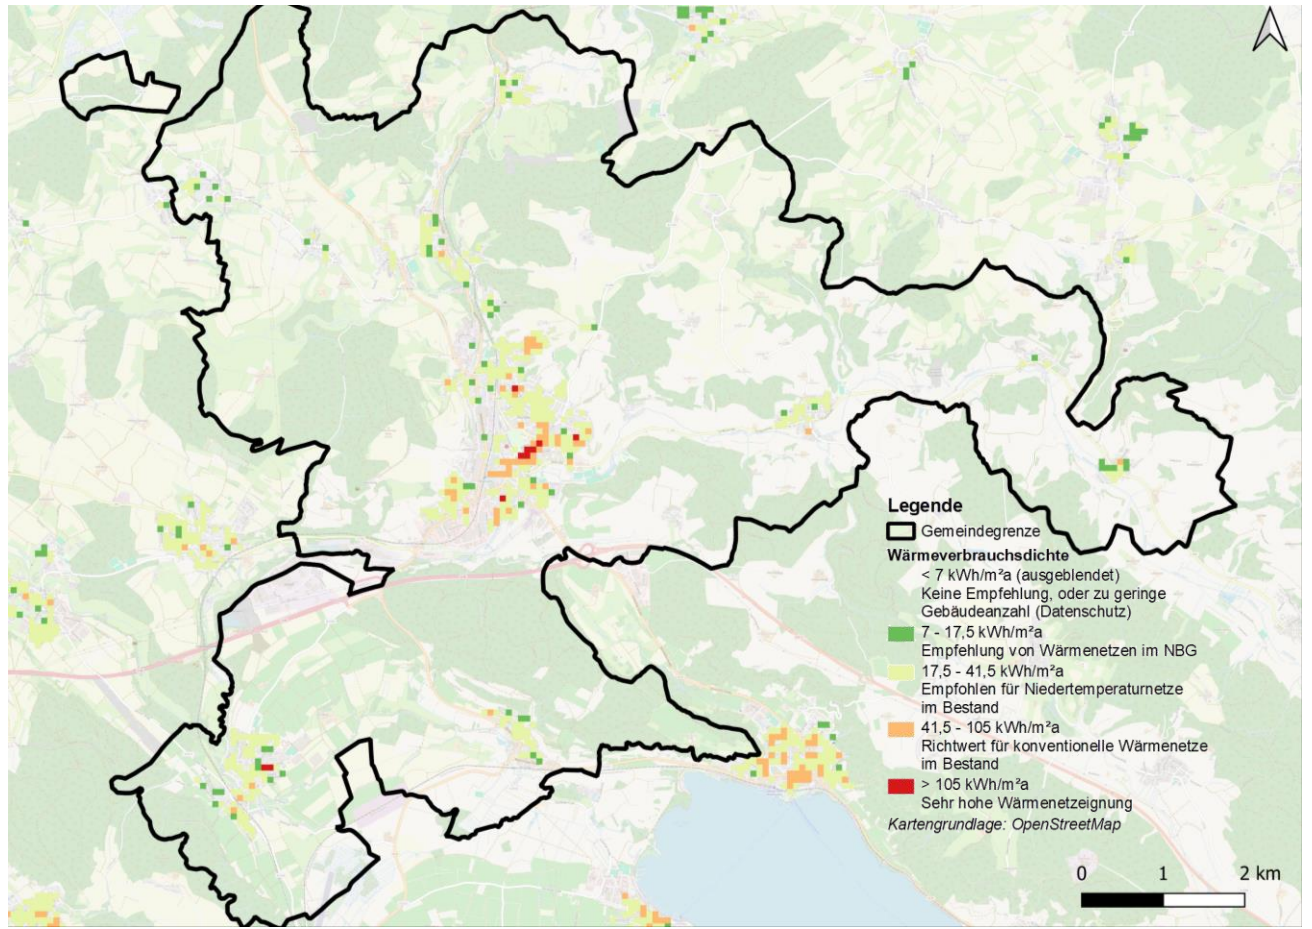 Legende
Gemeindegrenze
Wärmeverbrauchsdichte
< 7 kWh/m²a (ausgeblendet)
Keine Empfehlung, oder zu geringe
Gebäudeanzahl (Datenschutz)
7 - 17,5 kWh/m²a
Empfehlung von Wärmenetzen im NBG
17,5 - 41,5 kWh/m²a
Empfohlen für Niedertemperaturnetze
im Bestand
41,5 - 105 kWh/m²a
Richtwert für konventionelle Wärmenetze
im Bestand
> 105 kWh/m²a
Sehr hohe Wärmenetzeignung
Kartengrundlage: OpenStreetMap
0 1 2 km